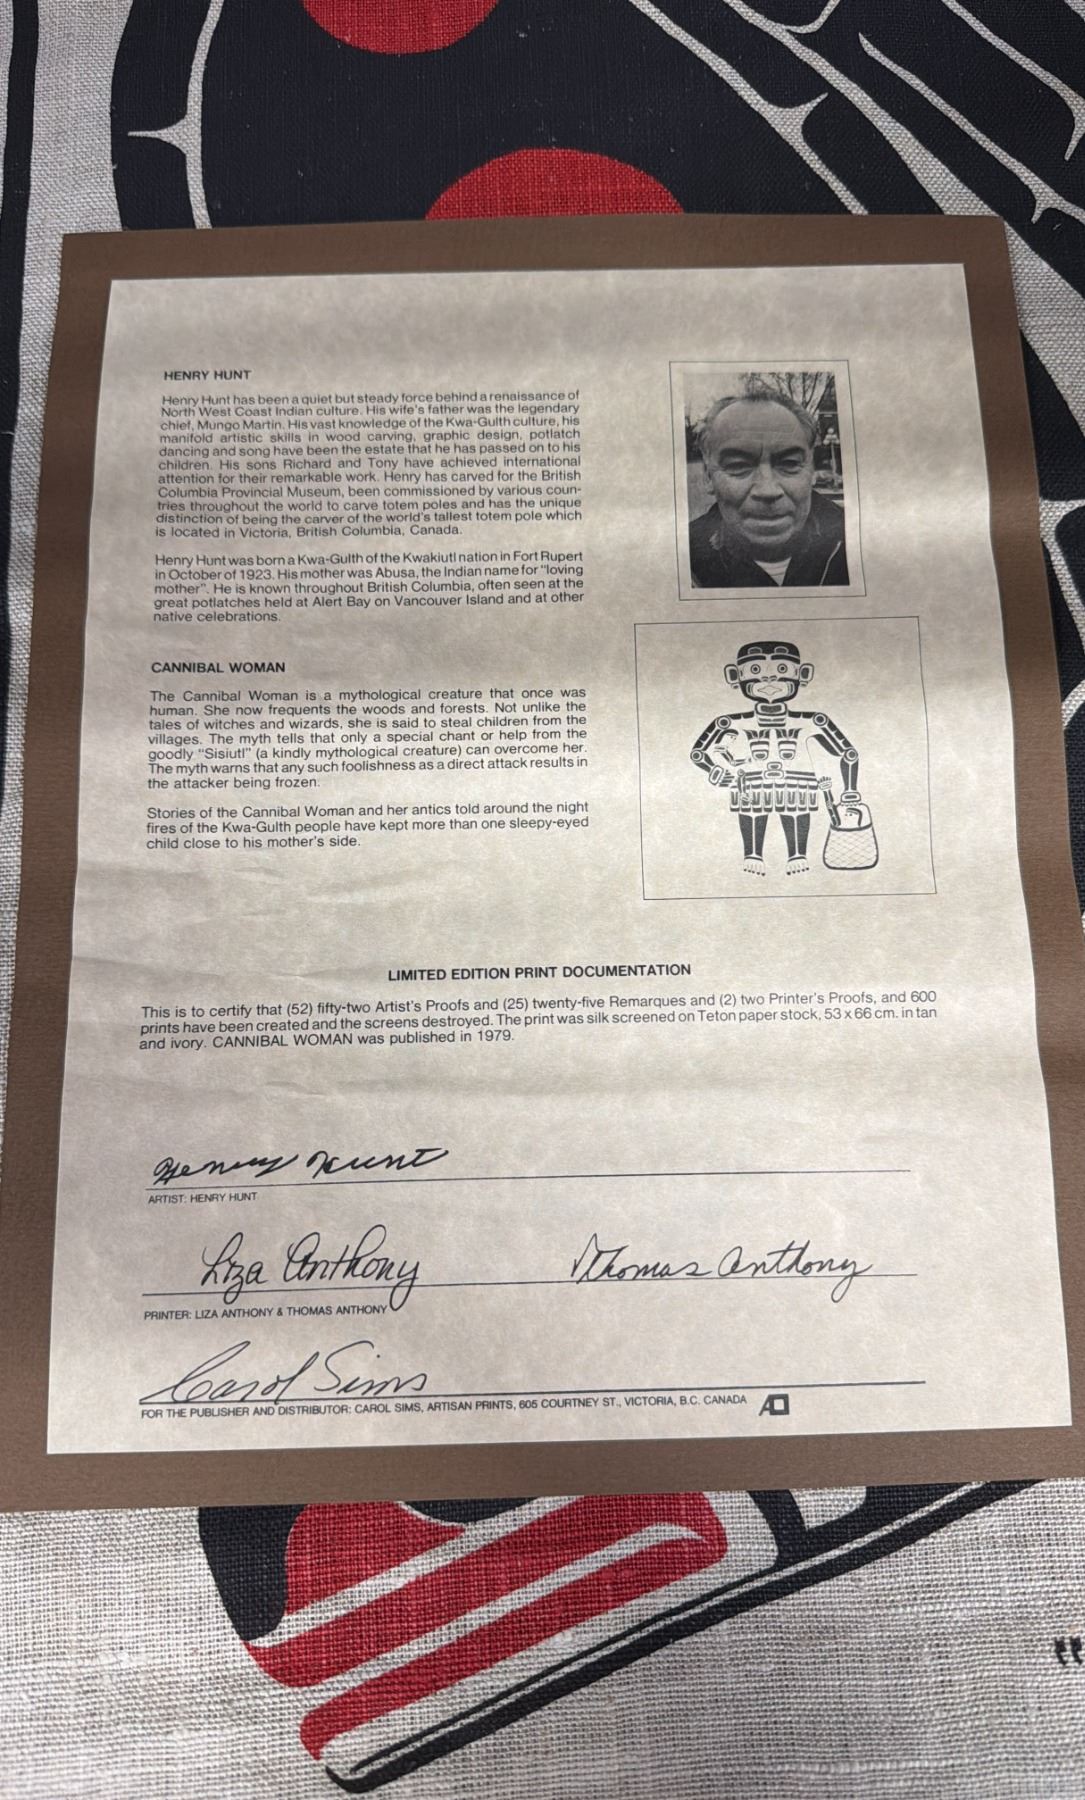 HENRY HUNT
Henry Hunt has been a quiet but steady force behind a renaissance of
North West Coast Indian culture. His wife's father was the legendary
chief, Mungo Martin. His vast knowledge of the Kwa-Gulth culture, his
manifold artistic skills in wood carving, graphic design, potlatch
dancing and song have been the estate that he has passed on to his
children. His sons Richard and Tony have achieved international
attention for their remarkable work. Henry has carved for the British
Columbia Provincial Museum, been commissioned by various coun-
tries throughout the world to carve totem poles and has the unique
distinction of being the carver of the world's tallest totem pole which
is located in Victoria, British Columbia, Canada.
Henry Hunt was born a Kwa-Gulth of the Kwakiutl nation in Fort Rupert
in October of 1923. His mother was Abusa, the Indian name for "loving
mother". He is known throughout British Columbia, often seen at the
great potlatches held at Alert Bay on Vancouver Island and at other
native celebrations.
CANNIBAL WOMAN
The Cannibal Woman is a mythological creature that once was
human. She now frequents the woods and forests. Not unlike the
tales of witches and wizards, she is said to steal children from the
villages. The myth tells that only a special chant or help from the
goodly "Sisiutl" (a kindly mythological creature) can overcome her.
The myth warns that any such foolishness as a direct attack results in
the attacker being frozen.
Stories of the Cannibal Woman and her antics told around the night
fires of the Kwa-Gulth people have kept more than one sleepy-eyed
child close to his mother's side.
LIMITED EDITION PRINT DOCUMENTATION
This is to certify that (52) fifty-two Artist's Proofs and (25) twenty-five Remarques and (2) two Printer's Proofs, and 600
prints have been created and the screens destroyed. The print was silk screened on Teton paper stock, 53 x 66 cm. in tan
and ivory. CANNIBAL WOMAN was published in 1979.
Henry Hunt
ARTIST: HENRY HUNT
Liza Anthony Thomas Anthony
PRINTER: LIZA ANTHONY & THOMAS ANTHONY
Carol Sims
FOR THE PUBLISHER AND DISTRIBUTOR: CAROL SIMS, ARTISAN PRINTS, 605 COURTNEY ST., VICTORIA, B.C. CANADA